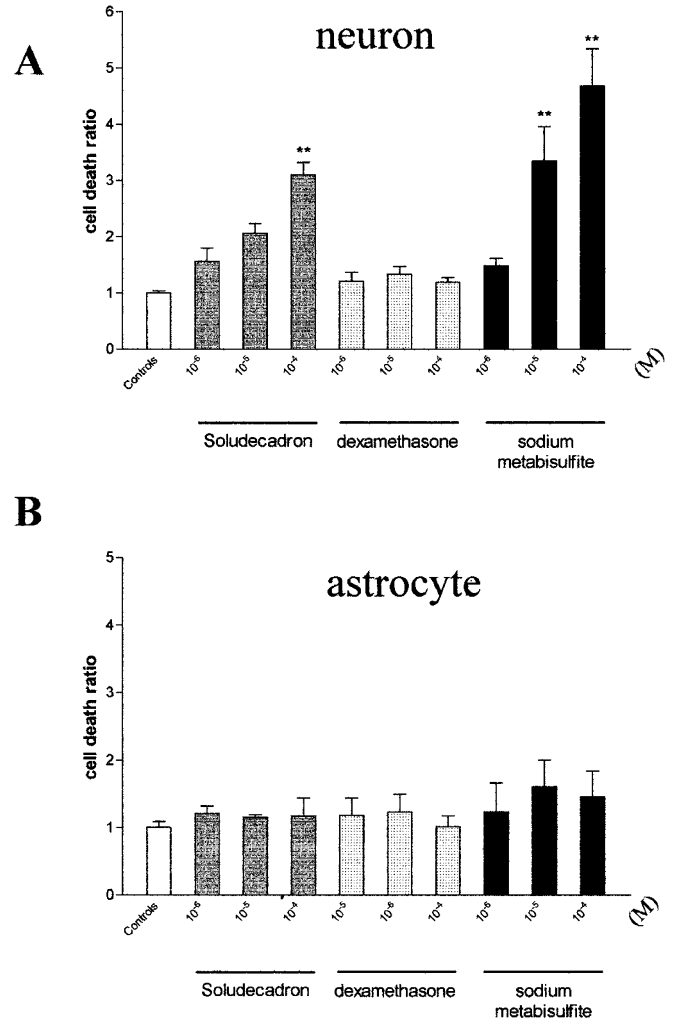 A
neuron
cell death ratio
6
5
4
3
2
1
0
**
**
**
Controls
10⁻⁶
10⁻⁵
10⁻⁴
10⁻⁶
10⁻⁵
10⁻⁴
10⁻⁶
10⁻⁵
10⁻⁴
(M)
Soludecadron
dexamethasone
sodium
metabisulfite
B
astrocyte
cell death ratio
5
4
3
2
1
0
Controls
10⁻⁶
10⁻⁵
10⁻⁴
10⁻⁵
10⁻⁶
10⁻⁴
10⁻⁶
10⁻⁵
10⁻⁴
(M)
Soludecadron
dexamethasone
sodium
metabisulfite